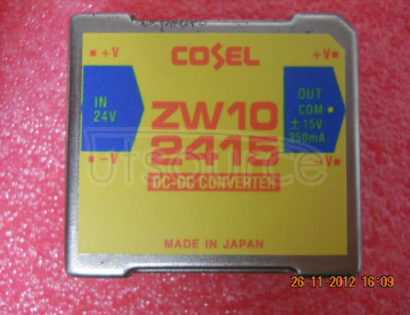 +V COSEL +V
IN
24V
ZW10
2415
OUT
COM
±15V
350mA
-V -V
DC-DC CONVERTER
MADE IN JAPAN
Utsource
26-11-2012 16:09